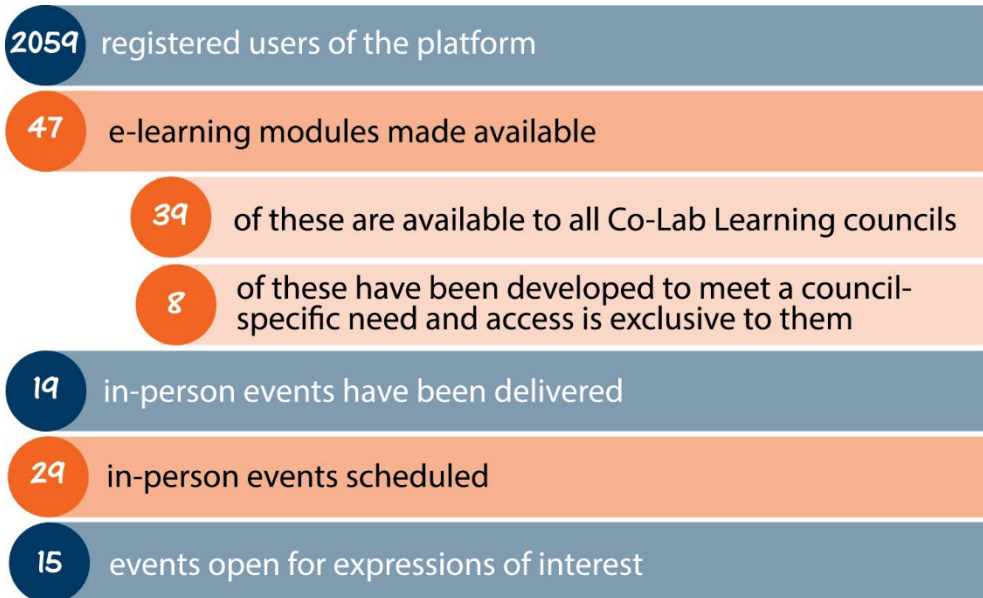 2059 registered users of the platform
47 e-learning modules made available
39 of these are available to all Co-Lab Learning councils
8 of these have been developed to meet a council-
specific need and access is exclusive to them
19 in-person events have been delivered
29 in-person events scheduled
15 events open for expressions of interest